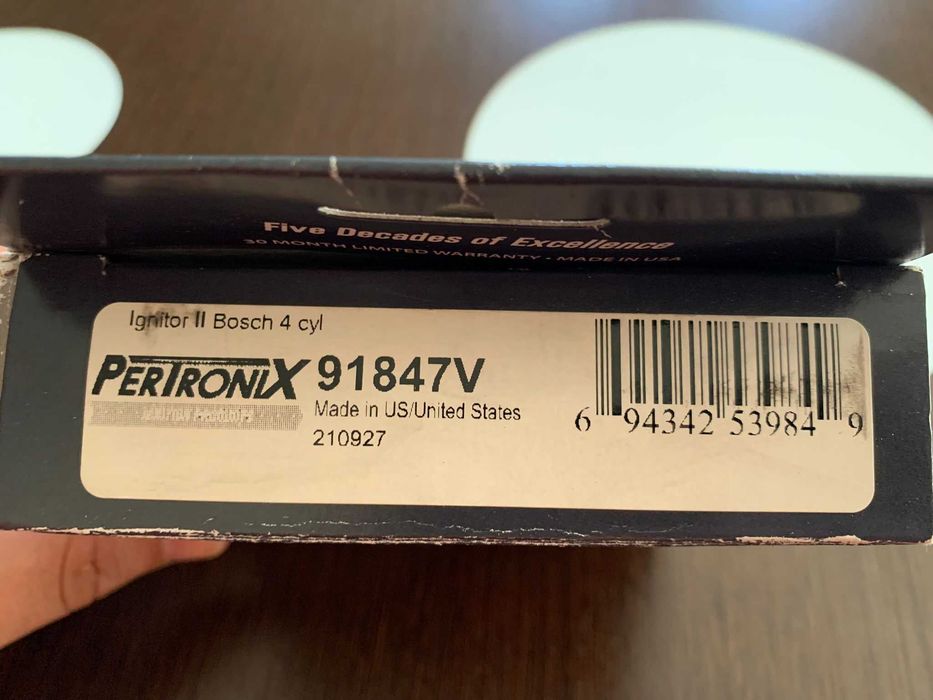 Five Decades of Excellence
30 MONTH LIMITED WARRANTY · MADE IN USA
Ignitor II Bosch 4 cyl
PERTRONIX 91847V
Made in US/United States
210927
6 94342 53984 9